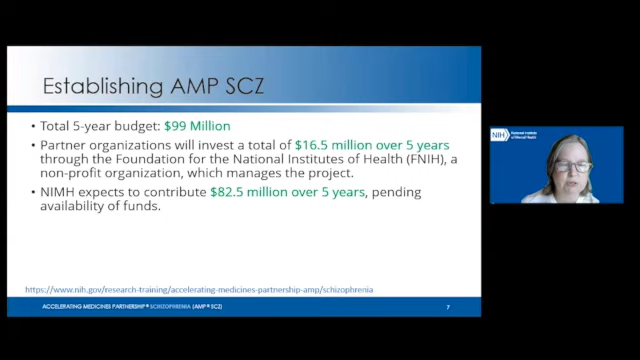 Establishing AMP SCZ
• Total 5-year budget: $99 Million
• Partner organizations will invest a total of $16.5 million over 5 years
through the Foundation for the National Institutes of Health (FNIH), a
non-profit organization, which manages the project.
• NIMH expects to contribute $82.5 million over 5 years, pending
availability of funds.
https://www.nih.gov/research-training/accelerating-medicines-partnership-amp/schizophrenia
ACCELERATING MEDICINES PARTNERSHIP® SCHIZOPHRENIA (AMP® SCZ)
7
NIH
National Institute
of Mental Health